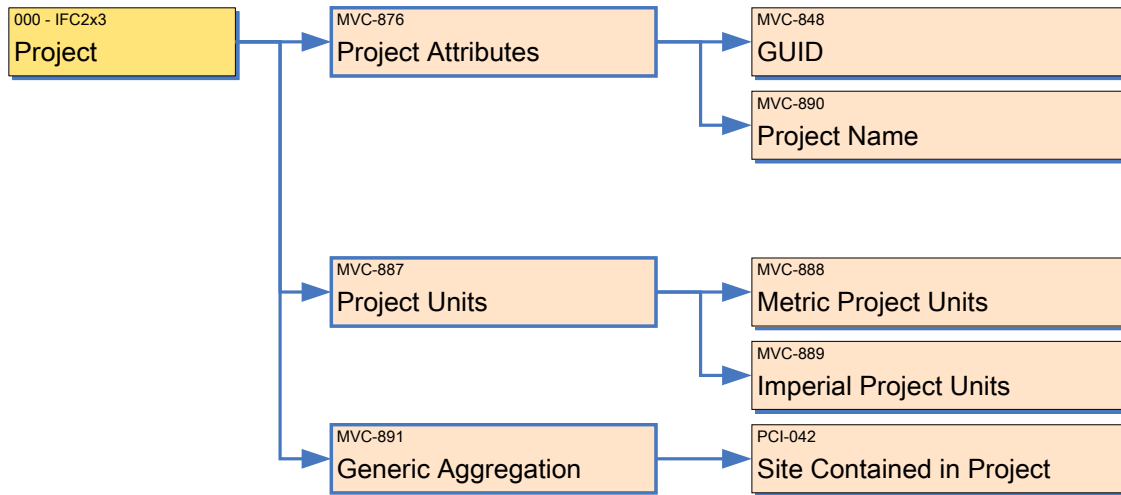 000 - IFC2x3
Project
MVC-876
Project Attributes
MVC-848
GUID
MVC-890
Project Name
MVC-887
Project Units
MVC-888
Metric Project Units
MVC-889
Imperial Project Units
MVC-891
Generic Aggregation
PCI-042
Site Contained in Project